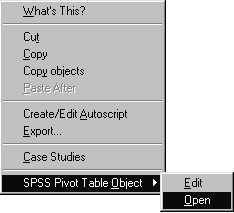 What's This?
Cut
Copy
Copy objects
Paste After
Create/Edit Autoscript
Export...
Case Studies
SPSS Pivot Table Object
Edit
Open